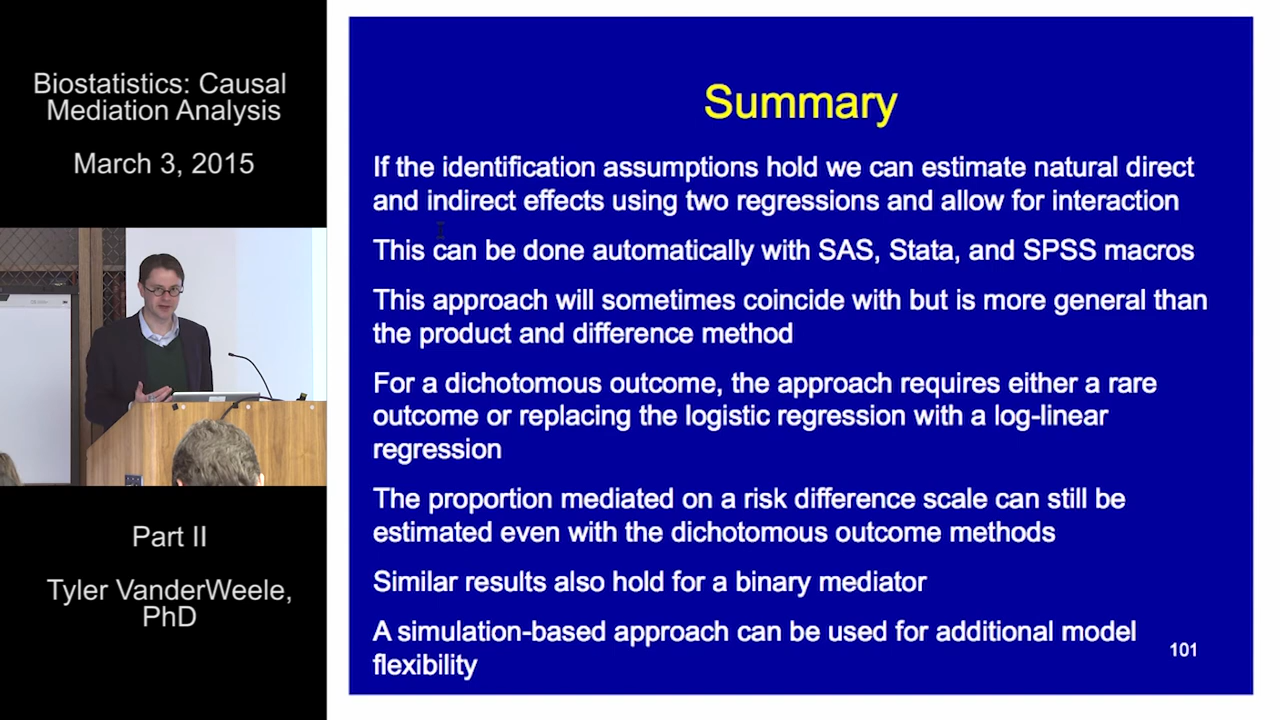 Biostatistics: Causal
Mediation Analysis
March 3, 2015
Part II
Tyler VanderWeele,
PhD
Summary
If the identification assumptions hold we can estimate natural direct
and indirect effects using two regressions and allow for interaction
This can be done automatically with SAS, Stata, and SPSS macros
This approach will sometimes coincide with but is more general than
the product and difference method
For a dichotomous outcome, the approach requires either a rare
outcome or replacing the logistic regression with a log-linear
regression
The proportion mediated on a risk difference scale can still be
estimated even with the dichotomous outcome methods
Similar results also hold for a binary mediator
A simulation-based approach can be used for additional model
flexibility
101